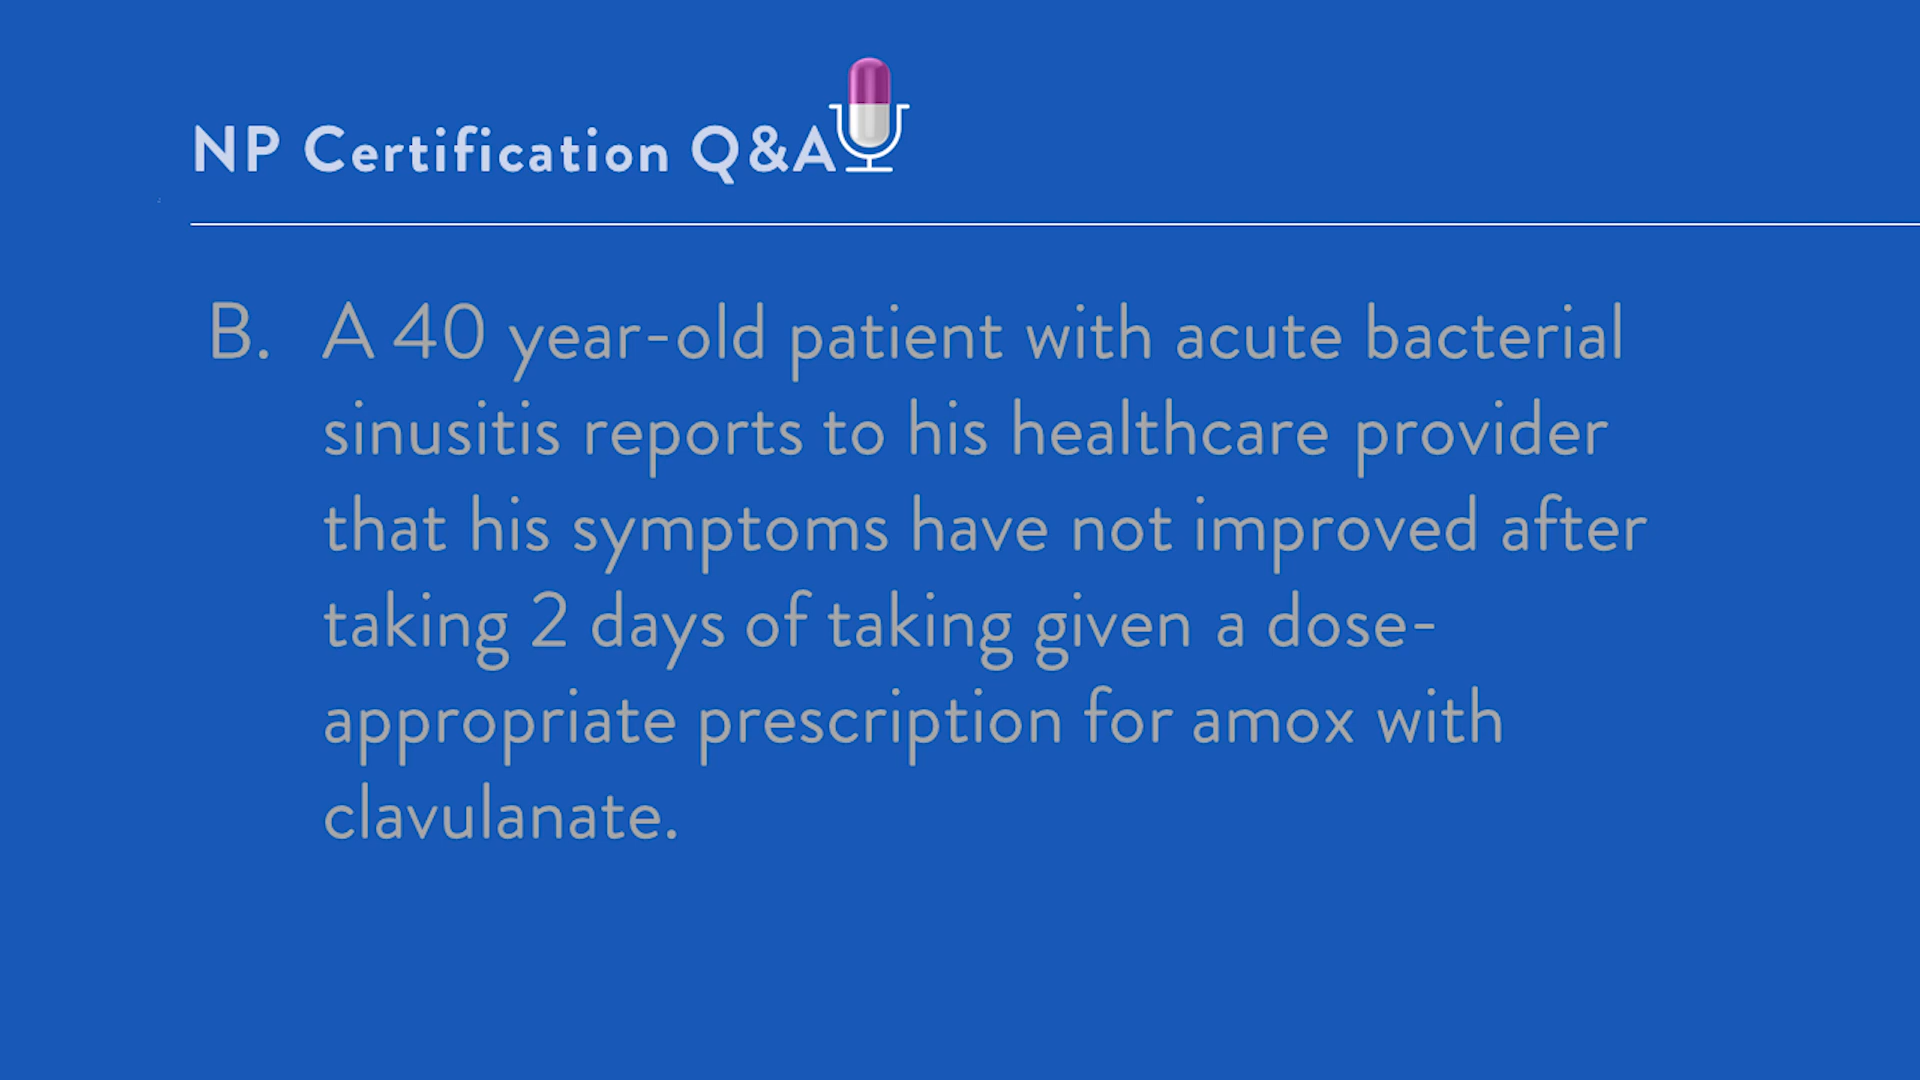 NP Certification Q&A
B. A 40 year-old patient with acute bacterial
sinusitis reports to his healthcare provider
that his symptoms have not improved after
taking 2 days of taking given a dose-
appropriate prescription for amox with
clavulanate.